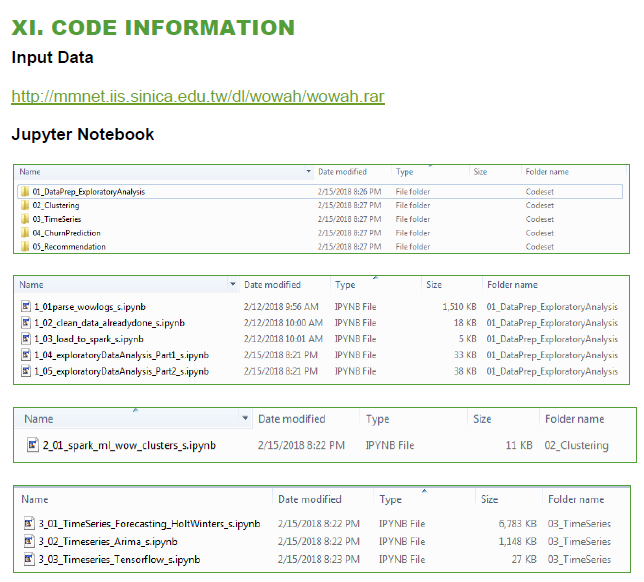 XI. CODE INFORMATION
Input Data
http://mmnet.iis.sinica.edu.tw/dl/wowah/wowah.rar
Jupyter Notebook
Name Date modified Type Size Folder name
01_DataPrep_ExploratoryAnalysis 2/15/2018 8:26 PM File folder Codeset
02_Clustering 2/15/2018 8:27 PM File folder Codeset
03_TimeSeries 2/15/2018 8:27 PM File folder Codeset
04_ChurnPrediction 2/15/2018 8:27 PM File folder Codeset
05_Recommendation 2/15/2018 8:27 PM File folder Codeset
Name Date modified Type Size Folder name
1_01parse_wowlogs_s.ipynb 2/12/2018 9:56 AM IPYNB File 1,510 KB 01_DataPrep_ExploratoryAnalysis
1_02_clean_data_alreadydone_s.ipynb 2/12/2018 10:00 AM IPYNB File 18 KB 01_DataPrep_ExploratoryAnalysis
1_03_load_to_spark_s.ipynb 2/12/2018 10:01 AM IPYNB File 5 KB 01_DataPrep_ExploratoryAnalysis
1_04_exploratoryDataAnalysis_Part1_s.ipynb 2/15/2018 8:21 PM IPYNB File 33 KB 01_DataPrep_ExploratoryAnalysis
1_05_exploratoryDataAnalysis_Part2_s.ipynb 2/15/2018 8:21 PM IPYNB File 38 KB 01_DataPrep_ExploratoryAnalysis
Name Date modified Type Size Folder name
2_01_spark_ml_wow_clusters_s.ipynb 2/15/2018 8:22 PM IPYNB File 11 KB 02_Clustering
Name Date modified Type Size Folder name
3_01_TimeSeries_Forecasting_HoltWinters_s.ipynb 2/15/2018 8:22 PM IPYNB File 6,783 KB 03_TimeSeries
3_02_Timeseries_Arima_s.ipynb 2/15/2018 8:22 PM IPYNB File 1,148 KB 03_TimeSeries
3_03_Timeseries_Tensorflow_s.ipynb 2/15/2018 8:23 PM IPYNB File 27 KB 03_TimeSeries